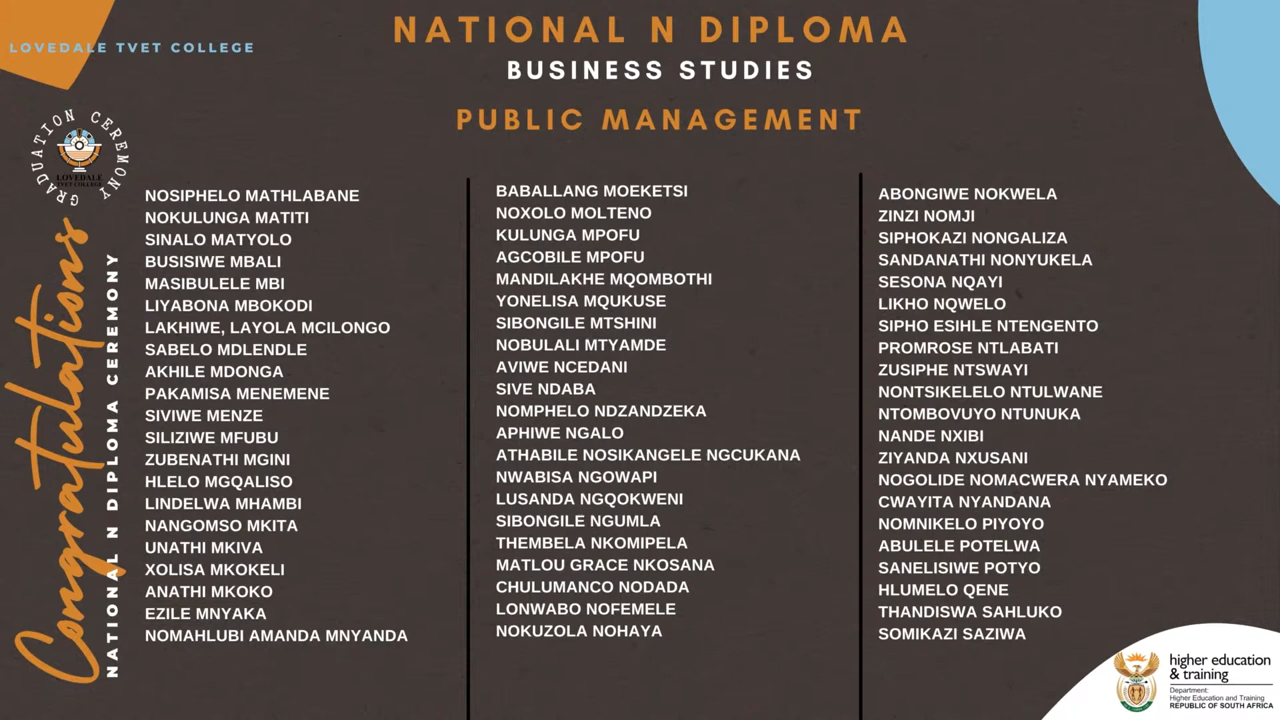 LOVEDALE TVET COLLEGE
NATIONAL N DIPLOMA
BUSINESS STUDIES
PUBLIC MANAGEMENT
GRADUATION CEREMONY
LOVEDALE
TVET COLLEGE
Congratulations
NATIONAL N DIPLOMA CEREMONY
NOSIPHELO MATHLABANE
NOKULUNGA MATITI
SINALO MATYOLO
BUSISIWE MBALI
MASIBULELE MBI
LIYABONA MBOKODI
LAKHIWE, LAYOLA MCILONGO
SABELO MDLENDLE
AKHILE MDONGA
PAKAMISA MENEMENE
SIVIWE MENZE
SILIZIWE MFUBU
ZUBENATHI MGINI
HLELO MGQALISO
LINDELWA MHAMBI
NANGOMSO MKITA
UNATHI MKIVA
XOLISA MKOKELI
ANATHI MKOKO
EZILE MNYAKA
NOMAHLUBI AMANDA MNYANDA
BABALLANG MOEKETSI
NOXOLO MOLTENO
KULUNGA MPOFU
AGCOBILE MPOFU
MANDILAKHE MQOMBOTHI
YONELISA MQUKUSE
SIBONGILE MTSHINI
NOBULALI MTYAMDE
AVIWE NCEDANI
SIVE NDABA
NOMPHELO NDZANDZEKA
APHIWE NGALO
ATHABILE NOSIKANGELE NGCUKANA
NWABISA NGOWAPI
LUSANDA NGQOKWENI
SIBONGILE NGUMLA
THEMBELA NKOMIPELA
MATLOU GRACE NKOSANA
CHULUMANCO NODADA
LONWABO NOFEMELE
NOKUZOLA NOHAYA
ABONGIWE NOKWELA
ZINZI NOMJI
SIPHOKAZI NONGALIZA
SANDANATHI NONYUKELA
SESONA NQAYI
LIKHO NQWELO
SIPHO ESIHLE NTENGENTO
PROMROSE NTLABATI
ZUSIPHE NTSWAYI
NONTSIKELELO NTULWANE
NTOMBOVUYO NTUNUKA
NANDE NXIBI
ZIYANDA NXUSANI
NOGOLIDE NOMACWERA NYAMEKO
CWAYITA NYANDANA
NOMNIKELO PIYOYO
ABULELE POTELWA
SANELISIWE POTYO
HLUMELO QENE
THANDISWA SAHLUKO
SOMIKAZI SAZIWA
higher education
& training
Department:
Higher Education and Training
REPUBLIC OF SOUTH AFRICA